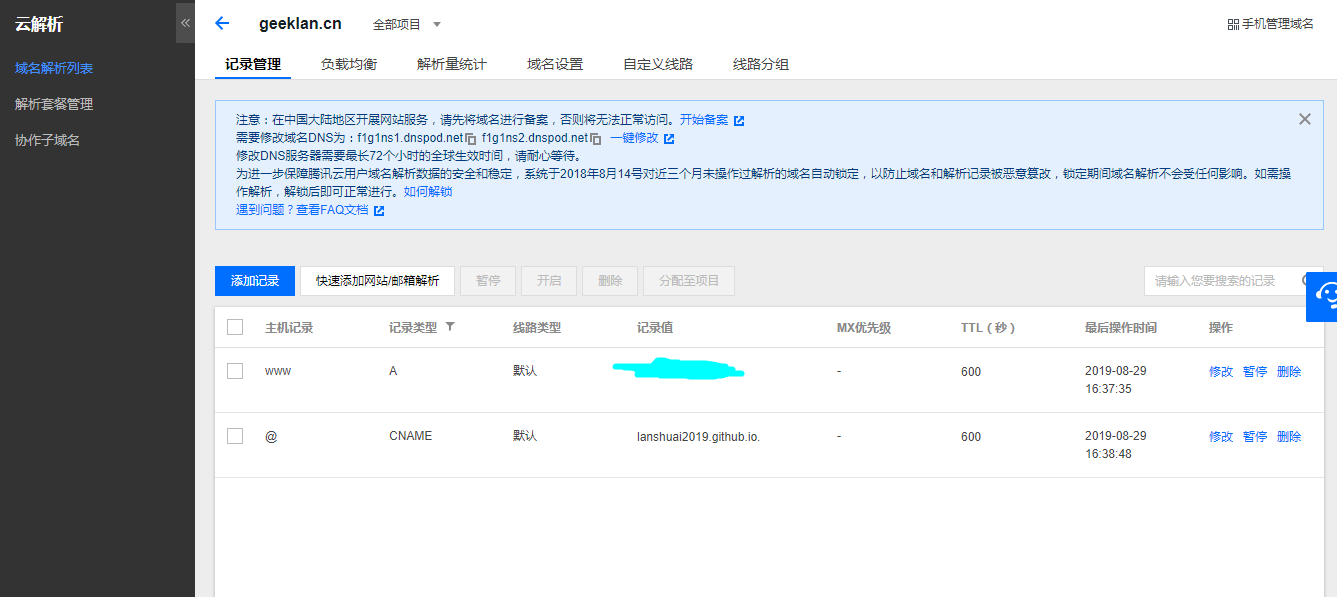 云解析
«
geeklan.cn 全部项目
手机管理域名
域名解析列表
解析套餐管理
协作子域名
记录管理 负载均衡 解析量统计 域名设置 自定义线路 线路分组
注意：在中国大陆地区开展网站服务，请先将域名进行备案，否则将无法正常访问。开始备案
需要修改域名DNS为：f1g1ns1.dnspod.net f1g1ns2.dnspod.net 一键修改
修改DNS服务器需要最长72个小时的全球生效时间，请耐心等待。
为进一步保障腾讯云用户域名解析数据的安全和稳定，系统于2018年8月14号对近三个月未操作过解析的域名自动锁定，以防止域名和解析记录被恶意篡改，锁定期间域名解析不会受任何影响。如需操
作解析，解锁后即可正常进行。如何解锁
遇到问题？查看FAQ文档
添加记录 快速添加网站/邮箱解析 暂停 开启 删除 分配至项目 请输入您要搜索的记录
主机记录 记录类型 线路类型 记录值 MX优先级 TTL（秒） 最后操作时间 操作
www A 默认 - 600 2019-08-29 修改 暂停 删除
16:37:35
@ CNAME 默认 lanshuai2019.github.io. - 600 2019-08-29 修改 暂停 删除
16:38:48